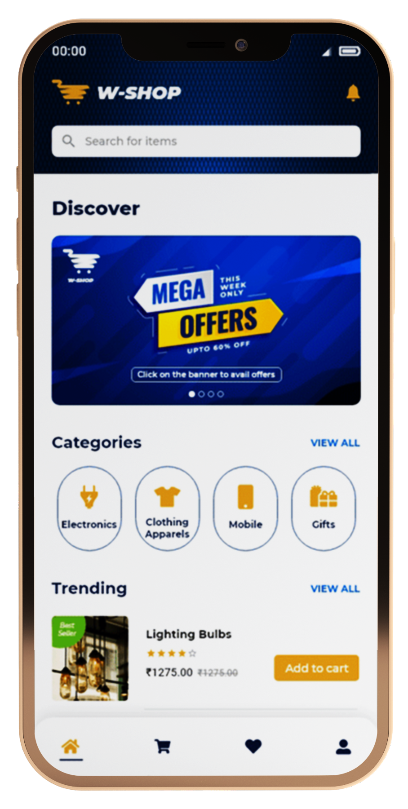 00:00
W-SHOP
Search for items
Discover
W-SHOP
MEGA
THIS
WEEK
ONLY
OFFERS
UPTO 60% OFF
Click on the banner to avail offers
Categories
VIEW ALL
Electronics
Clothing
Apparels
Mobile
Gifts
Trending
VIEW ALL
Best
Seller
Lighting Bulbs
₹1275.00 ₹1275.00
Add to cart